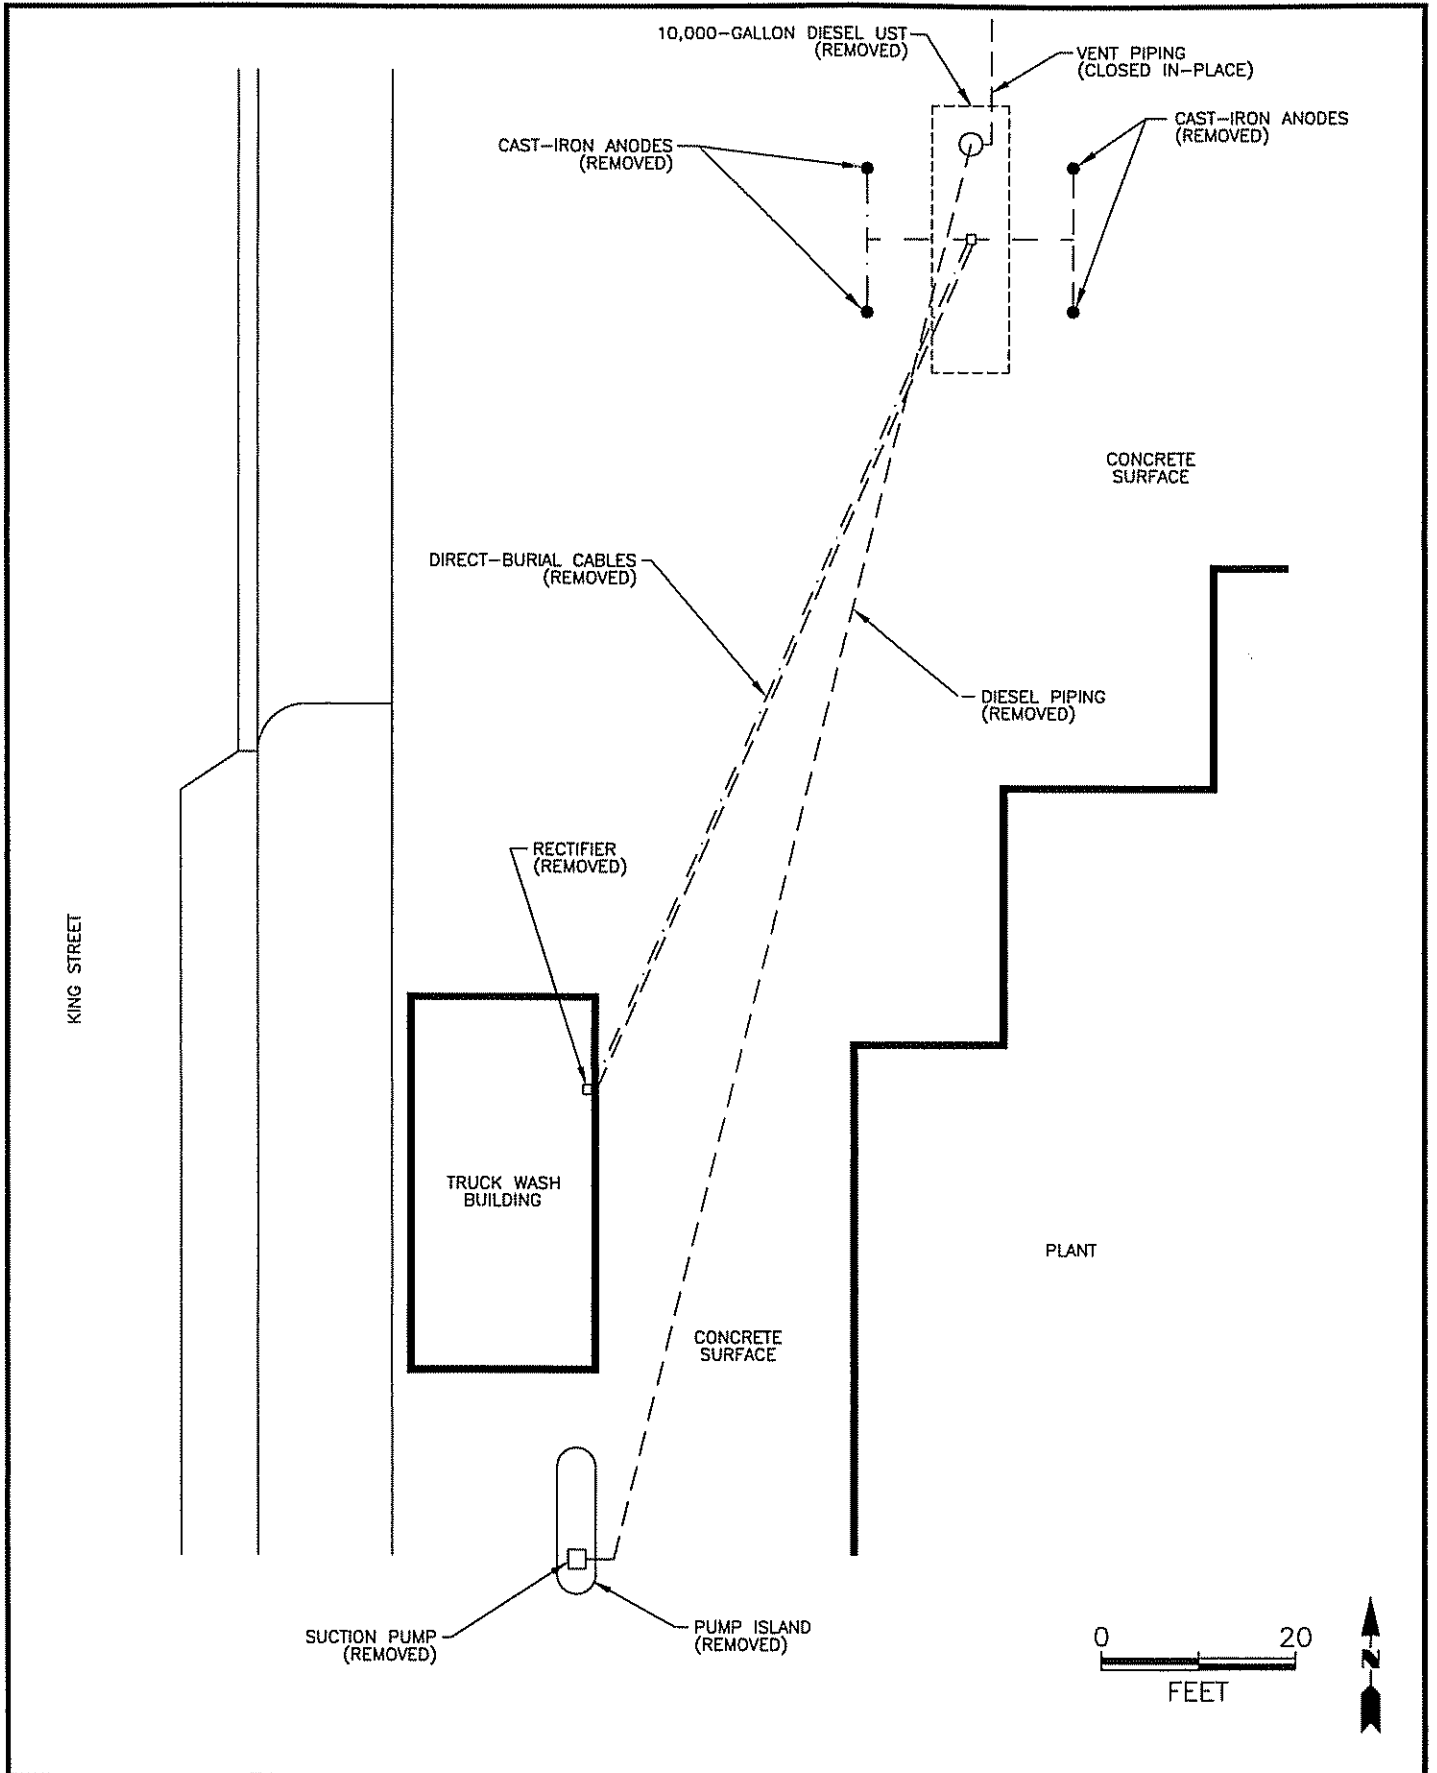 10,000-GALLON DIESEL UST
(REMOVED)
VENT PIPING
(CLOSED IN-PLACE)
CAST-IRON ANODES
(REMOVED)
CAST-IRON ANODES
(REMOVED)
CONCRETE
SURFACE
DIRECT-BURIAL CABLES
(REMOVED)
DIESEL PIPING
(REMOVED)
RECTIFIER
(REMOVED)
KING STREET
TRUCK WASH
BUILDING
PLANT
CONCRETE
SURFACE
SUCTION PUMP
(REMOVED)
PUMP ISLAND
(REMOVED)
0 20
FEET
N